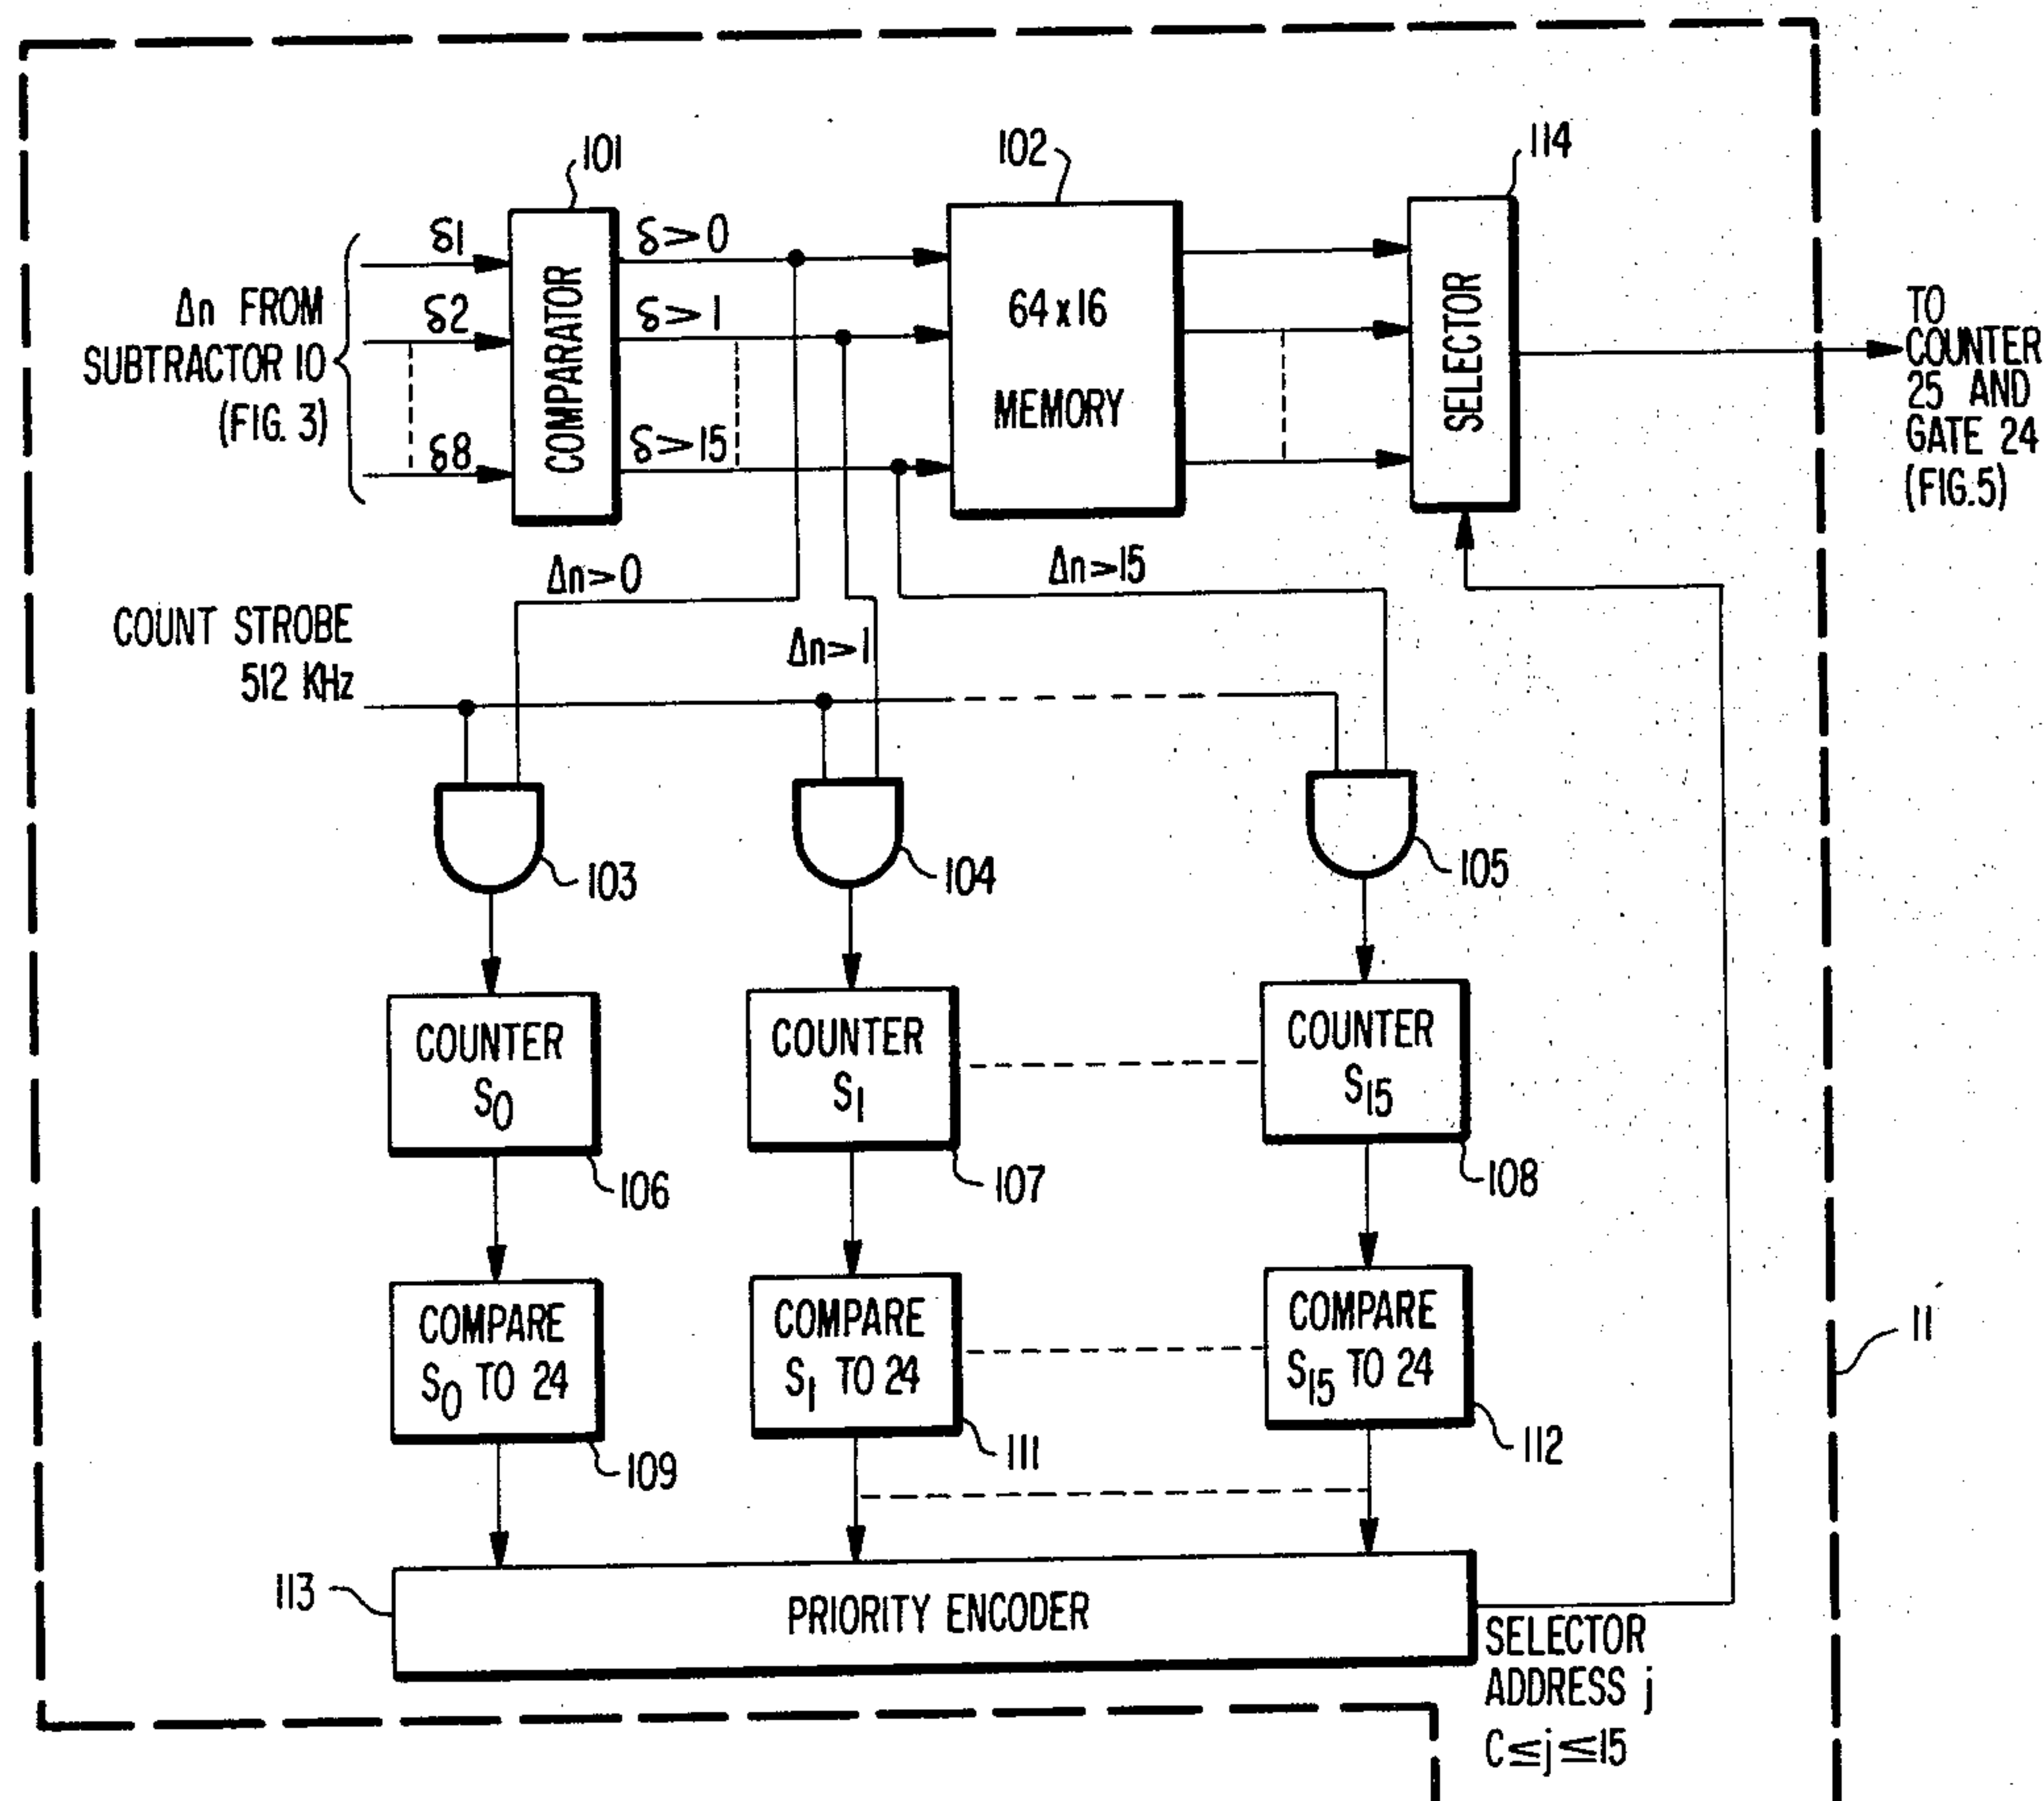 101
102
114
δ1
δ2
δ8
Δn FROM
SUBTRACTOR 10
(FIG. 3)
COMPARATOR
δ>0
δ>1
δ>15
64x16
MEMORY
SELECTOR
TO
COUNTER
25 AND
GATE 24
(FIG.5)
Δn>0
Δn>1
Δn>15
COUNT STROBE
512 KHz
103
104
105
COUNTER
S0
COUNTER
S1
COUNTER
S15
106
107
108
COMPARE
S0 TO 24
COMPARE
S1 TO 24
COMPARE
S15 TO 24
109
111
112
11
113
PRIORITY ENCODER
SELECTOR
ADDRESS j
C≤j≤15